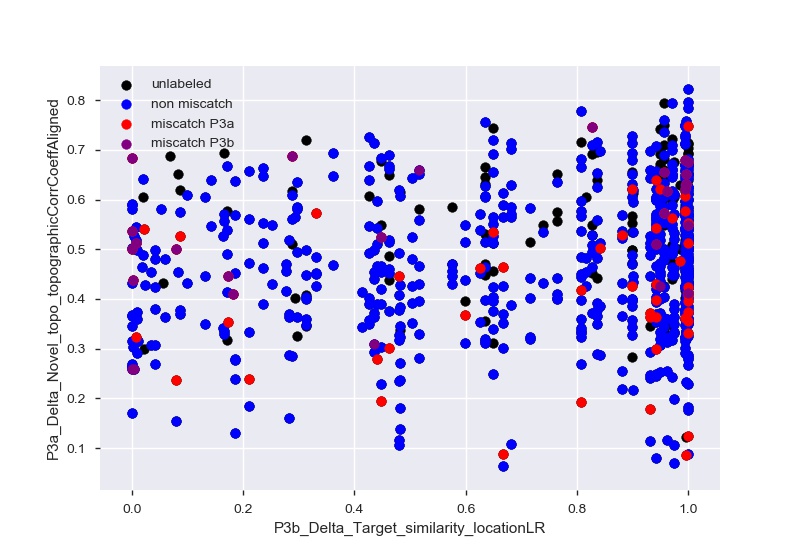 unlabeled
non miscatch
miscatch P3a
miscatch P3b
0.8
0.7
0.6
0.5
0.4
0.3
0.2
0.1
P3a_Delta_Novel_topo_topographicCorrCoeffAligned
0.0 0.2 0.4 0.6 0.8 1.0
P3b_Delta_Target_similarity_locationLR